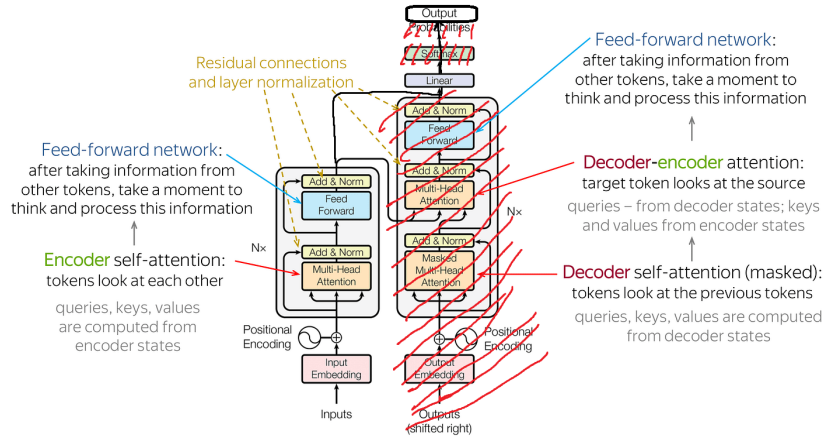 Output
Probabilities
Softmax
Linear
Residual connections
and layer normalization
Feed-forward network:
after taking information from
other tokens, take a moment to
think and process this information
Add & Norm
Feed
Forward
Feed-forward network:
after taking information from
other tokens, take a moment to
think and process this information
Add & Norm
Feed
Forward
Add & Norm
Multi-Head
Attention
Decoder-encoder attention:
target token looks at the source
queries – from decoder states; keys
and values from encoder states
N×
N×
Encoder self-attention:
tokens look at each other
queries, keys, values
are computed from
encoder states
Add & Norm
Multi-Head
Attention
Add & Norm
Masked
Multi-Head
Attention
Decoder self-attention (masked):
tokens look at the previous tokens
queries, keys, values are computed
from decoder states
Positional
Encoding
Positional
Encoding
Input
Embedding
Output
Embedding
Inputs
Outputs
(shifted right)